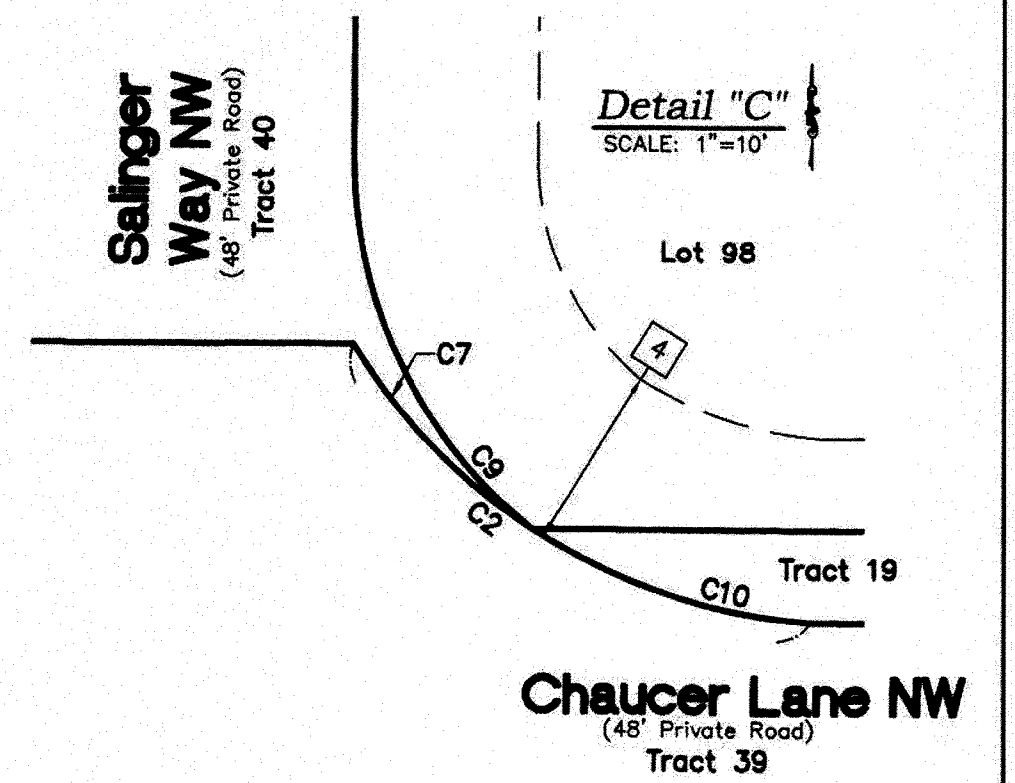 Salinger
Way NW
(48' Private Road)
Tract 40
Detail "C"
SCALE: 1"=10'
Lot 98
4
C7
C9
C2
Tract 19
C10
Chaucer Lane NW
(48' Private Road)
Tract 39